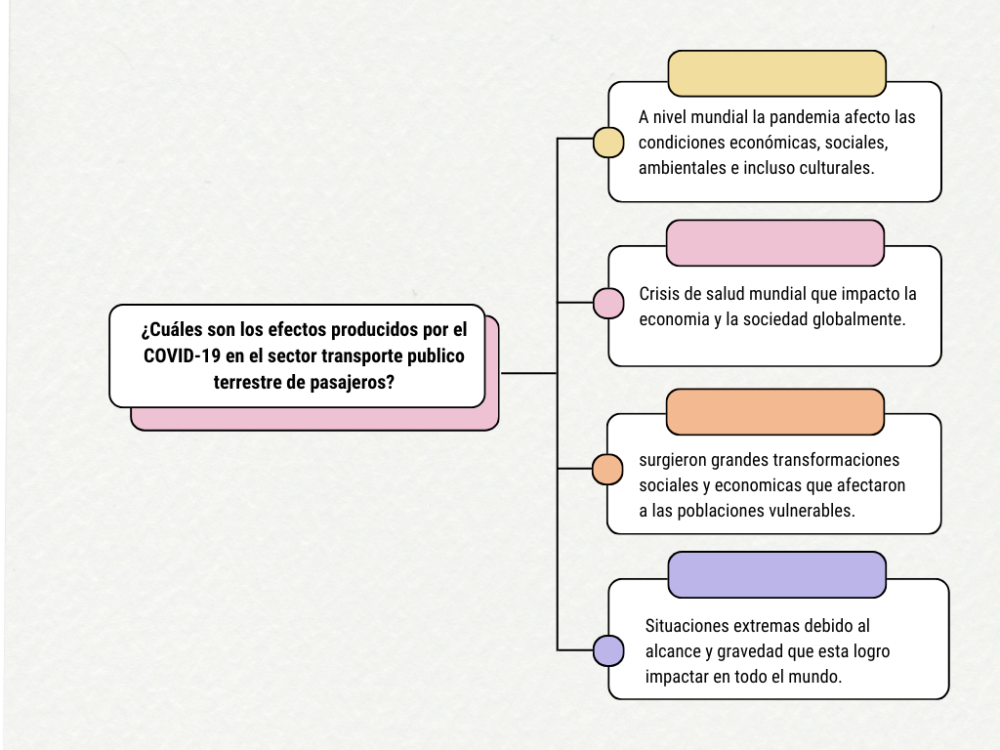 ¿Cuáles son los efectos producidos por el
COVID-19 en el sector transporte publico
terrestre de pasajeros?
A nivel mundial la pandemia afecto las
condiciones económicas, sociales,
ambientales e incluso culturales.
Crisis de salud mundial que impacto la
economia y la sociedad globalmente.
surgieron grandes transformaciones
sociales y economicas que afectaron
a las poblaciones vulnerables.
Situaciones extremas debido al
alcance y gravedad que esta logro
impactar en todo el mundo.